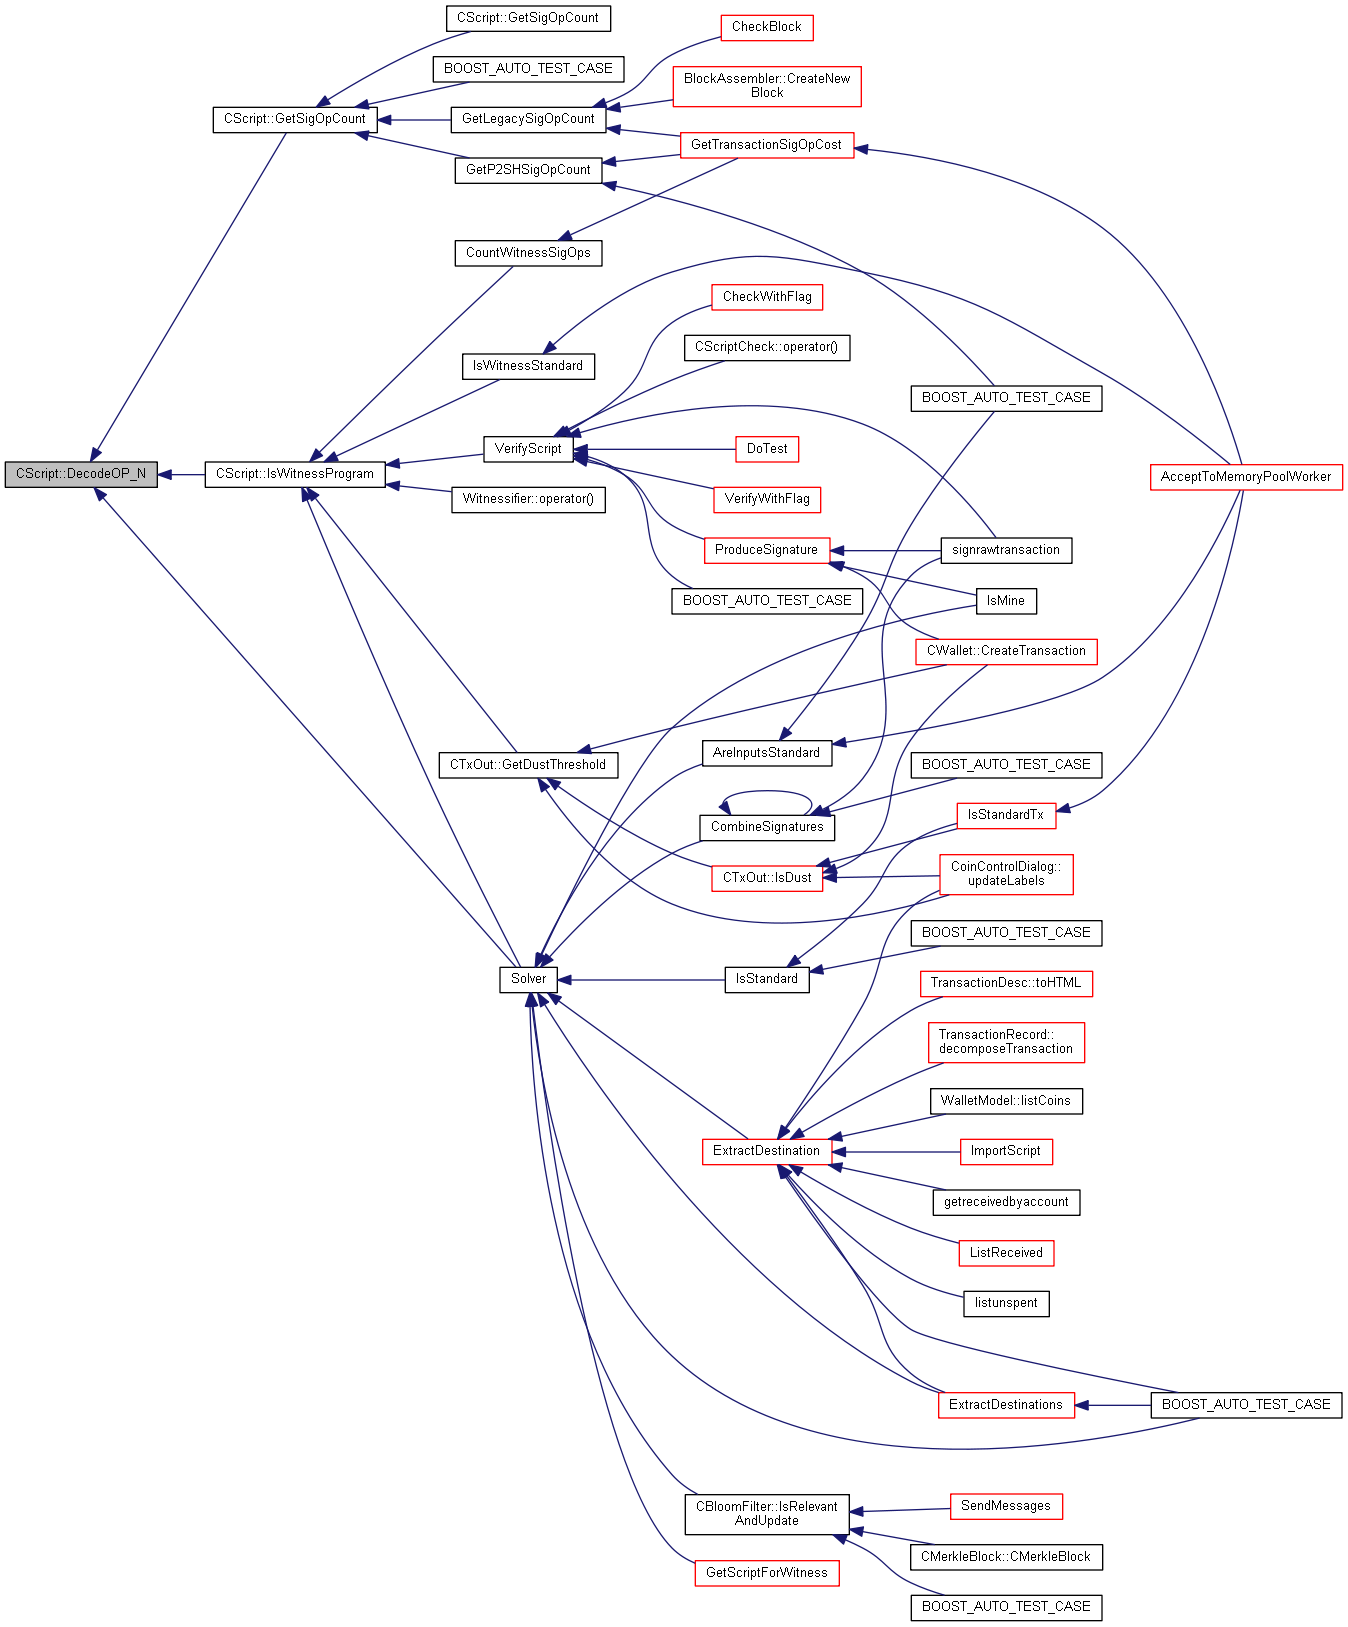 CScript::GetSigOpCount
CheckBlock
BOOST_AUTO_TEST_CASE
BlockAssembler::CreateNew
Block
CScript::GetSigOpCount
GetLegacySigOpCount
GetTransactionSigOpCost
GetP2SHSigOpCount
CountWitnessSigOps
CheckWithFlag
CScriptCheck::operator()
IsWitnessStandard
BOOST_AUTO_TEST_CASE
VerifyScript
DoTest
CScript::DecodeOP_N
CScript::IsWitnessProgram
AcceptToMemoryPoolWorker
Witnessifier::operator()
VerifyWithFlag
ProduceSignature
signrawtransaction
BOOST_AUTO_TEST_CASE
IsMine
CWallet::CreateTransaction
AreInputsStandard
CTxOut::GetDustThreshold
BOOST_AUTO_TEST_CASE
CombineSignatures
IsStandardTx
CTxOut::IsDust
CoinControlDialog::
updateLabels
BOOST_AUTO_TEST_CASE
Solver
IsStandard
TransactionDesc::toHTML
TransactionRecord::
decomposeTransaction
WalletModel::listCoins
ExtractDestination
ImportScript
getreceivedbyaccount
ListReceived
listunspent
ExtractDestinations
BOOST_AUTO_TEST_CASE
CBloomFilter::IsRelevant
AndUpdate
SendMessages
CMerkleBlock::CMerkleBlock
GetScriptForWitness
BOOST_AUTO_TEST_CASE